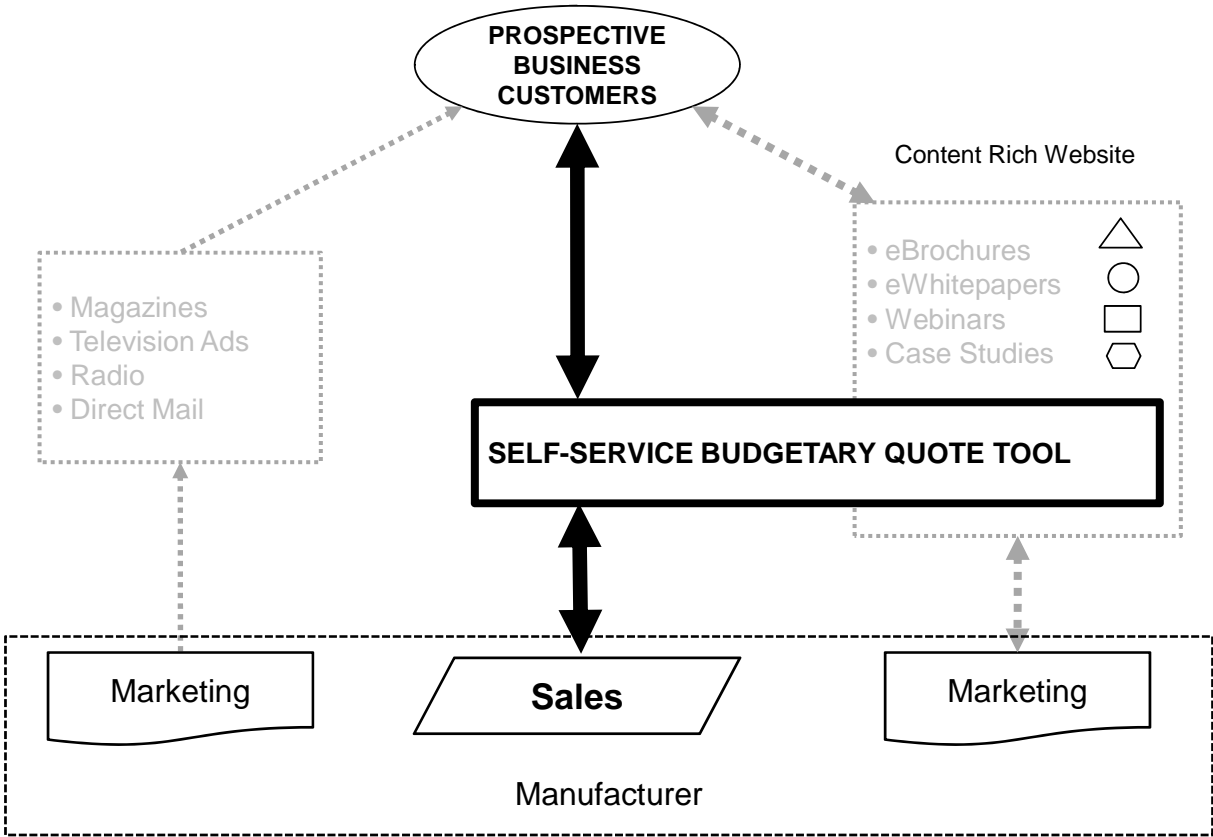 PROSPECTIVE
BUSINESS
CUSTOMERS
Content Rich Website
• Magazines
• Television Ads
• Radio
• Direct Mail
• eBrochures
• eWhitepapers
• Webinars
• Case Studies
SELF-SERVICE BUDGETARY QUOTE TOOL
Marketing
Sales
Marketing
Manufacturer